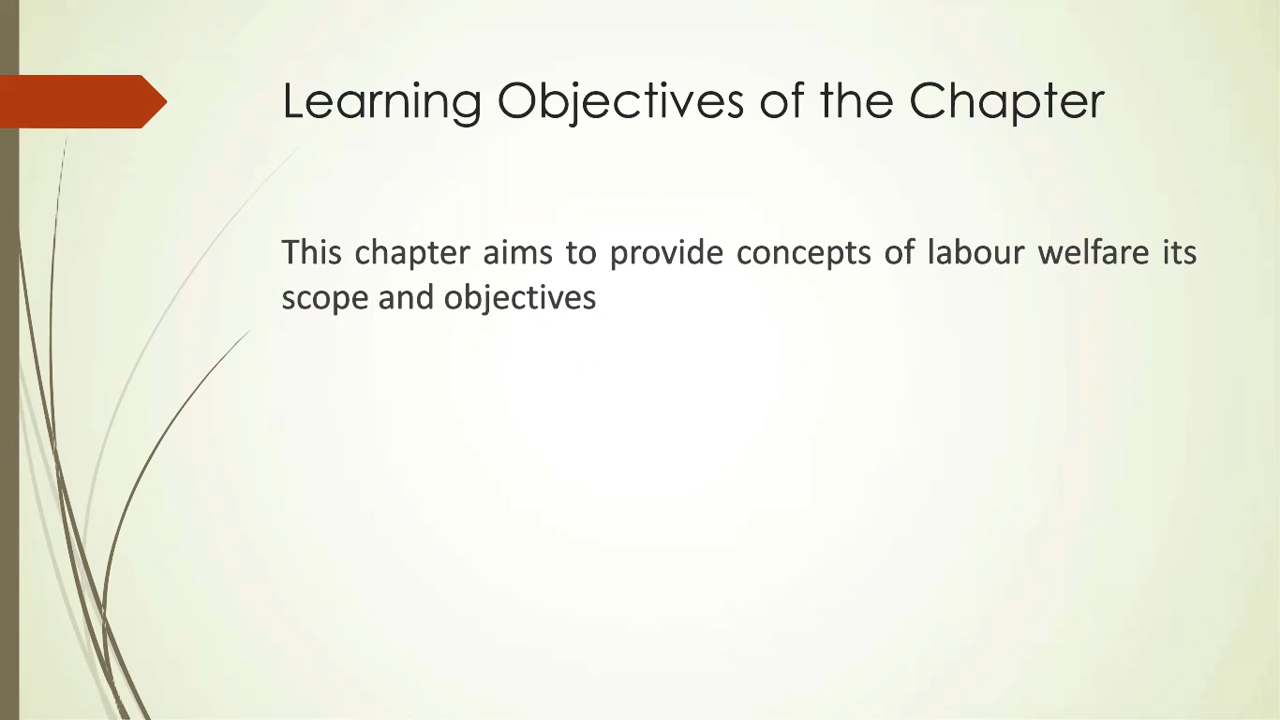 Learning Objectives of the Chapter
This chapter aims to provide concepts of labour welfare its
scope and objectives